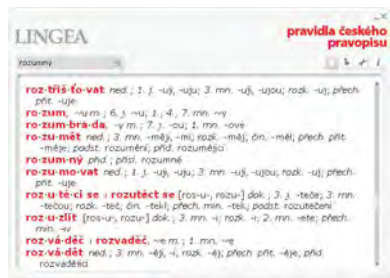 LINGEA
pravidla českého
pravopisu
rozumný
roz·tříš·ťo·vat ned.; 1. j. -uji, -uju; 3. mn. -ují, -ujou; rozk. -uj; přech.
přít. -uje
ro·zum, ~u m.; 6. j. ~u; 1., 4., 7. mn. ~y
ro·zum·bra·da, ~y m.; 7. j. -ou; 1. mn. -ové
ro·zu·mět ned.; 3. mn. -mějí, -mí; rozk. -měj; čin. -měl; přech. přít.
-měje; podst. rozumění; příd. rozumějící
ro·zum·ný příd.; přísl. rozumně
ro·zu·mo·vat ned.; 1. j. -uji, -uju; 3. mn. -ují, -ujou; rozk. -uj; přech.
přít. -uje
ro·z·u·té·ci se i rozutéct se [ros-u-, rozu-] dok.; 3. j. -teče; 3. mn.
-tečou; rozk. -teč; čin. -tekl; přech. min. -tek; podst. rozutečení
ro·z·u·zlit [ros-u-, rozu-] dok.; 3. mn. -í; rozk. -i; 2. mn. -ete; přech.
min. -iv
roz·vá·děč i rozvaděč, ~e m.; 1. mn. ~e
roz·vá·dět ned.; 3. mn. -ějí, -í; rozk. -ěj; přech. přít. -ěje; příd.
rozvádějící